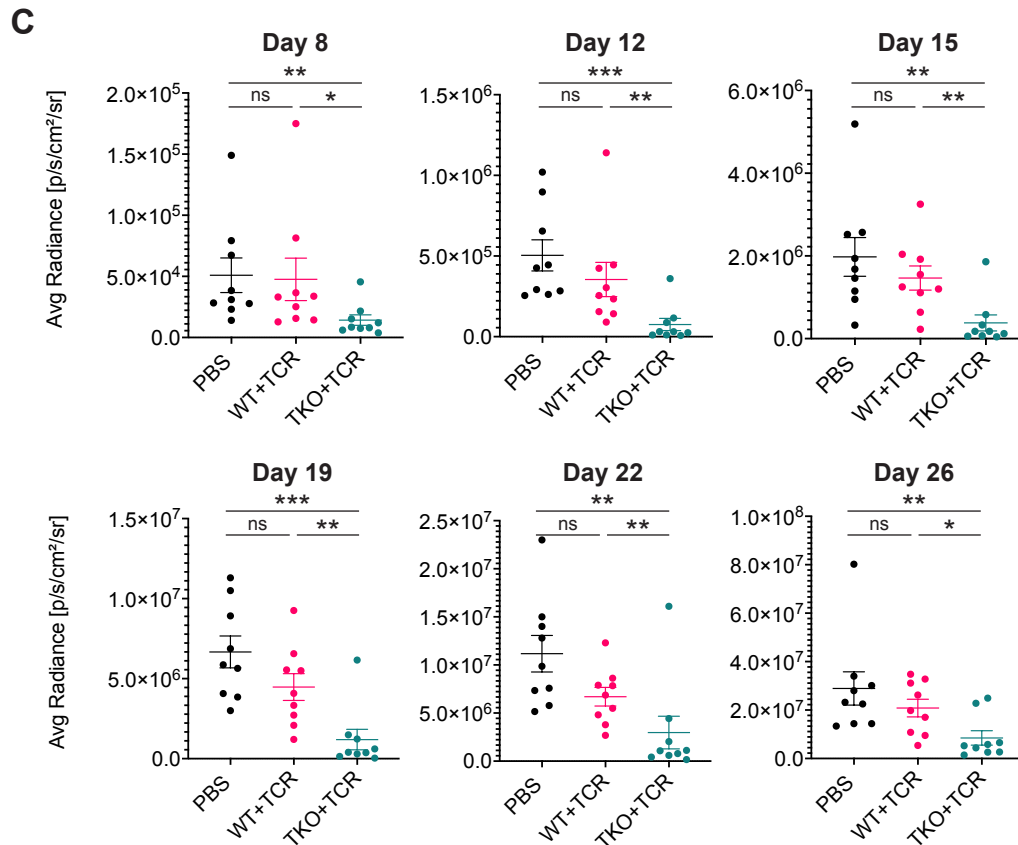 C
Day 8
Day 12
Day 15
**
***
**
ns
*
ns
**
ns
**
Avg Radiance [p/s/cm²/sr]
2.0×10⁵
1.5×10⁵
1.0×10⁵
5.0×10⁴
0.0
1.5×10⁶
1.0×10⁶
5.0×10⁵
0.0
6.0×10⁶
4.0×10⁶
2.0×10⁶
0.0
PBS
WT+TCR
TKO+TCR
PBS
WT+TCR
TKO+TCR
PBS
WT+TCR
TKO+TCR
Day 19
Day 22
Day 26
***
**
**
ns
**
ns
**
ns
*
Avg Radiance [p/s/cm²/sr]
1.5×10⁷
1.0×10⁷
5.0×10⁶
0.0
2.5×10⁷
2.0×10⁷
1.5×10⁷
1.0×10⁷
5.0×10⁶
0.0
1.0×10⁸
8.0×10⁷
6.0×10⁷
4.0×10⁷
2.0×10⁷
0.0
PBS
WT+TCR
TKO+TCR
PBS
WT+TCR
TKO+TCR
PBS
WT+TCR
TKO+TCR